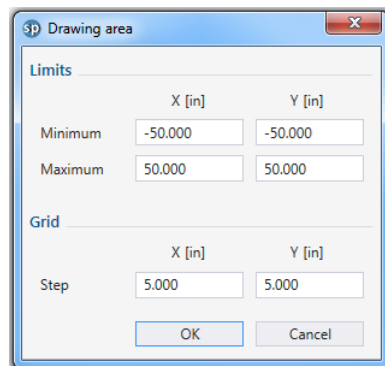 sp Drawing area
Limits
X [in] Y [in]
Minimum -50.000 -50.000
Maximum 50.000 50.000
Grid
X [in] Y [in]
Step 5.000 5.000
OK Cancel